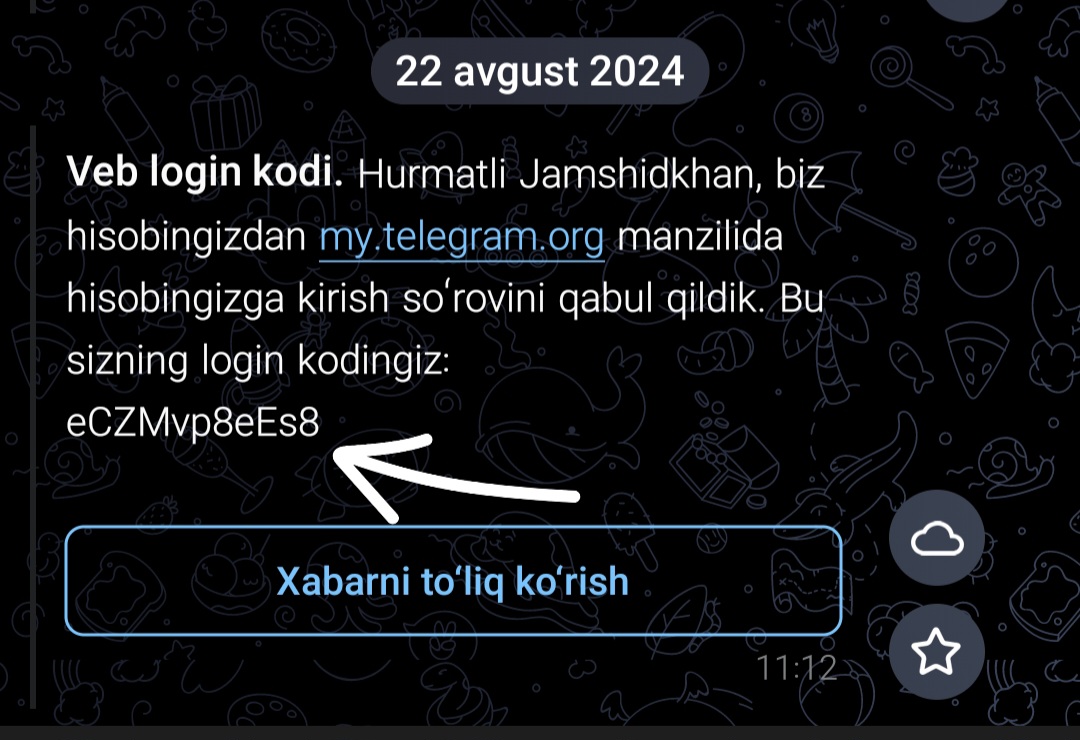 22 avgust 2024
Veb login kodi. Hurmatli Jamshidkhan, biz
hisobingizdan my.telegram.org manzilida
hisobingizga kirish soʻrovini qabul qildik. Bu
sizning login kodingiz:
eCZMvp8eEs8
Xabarni toʻliq koʻrish
11:12